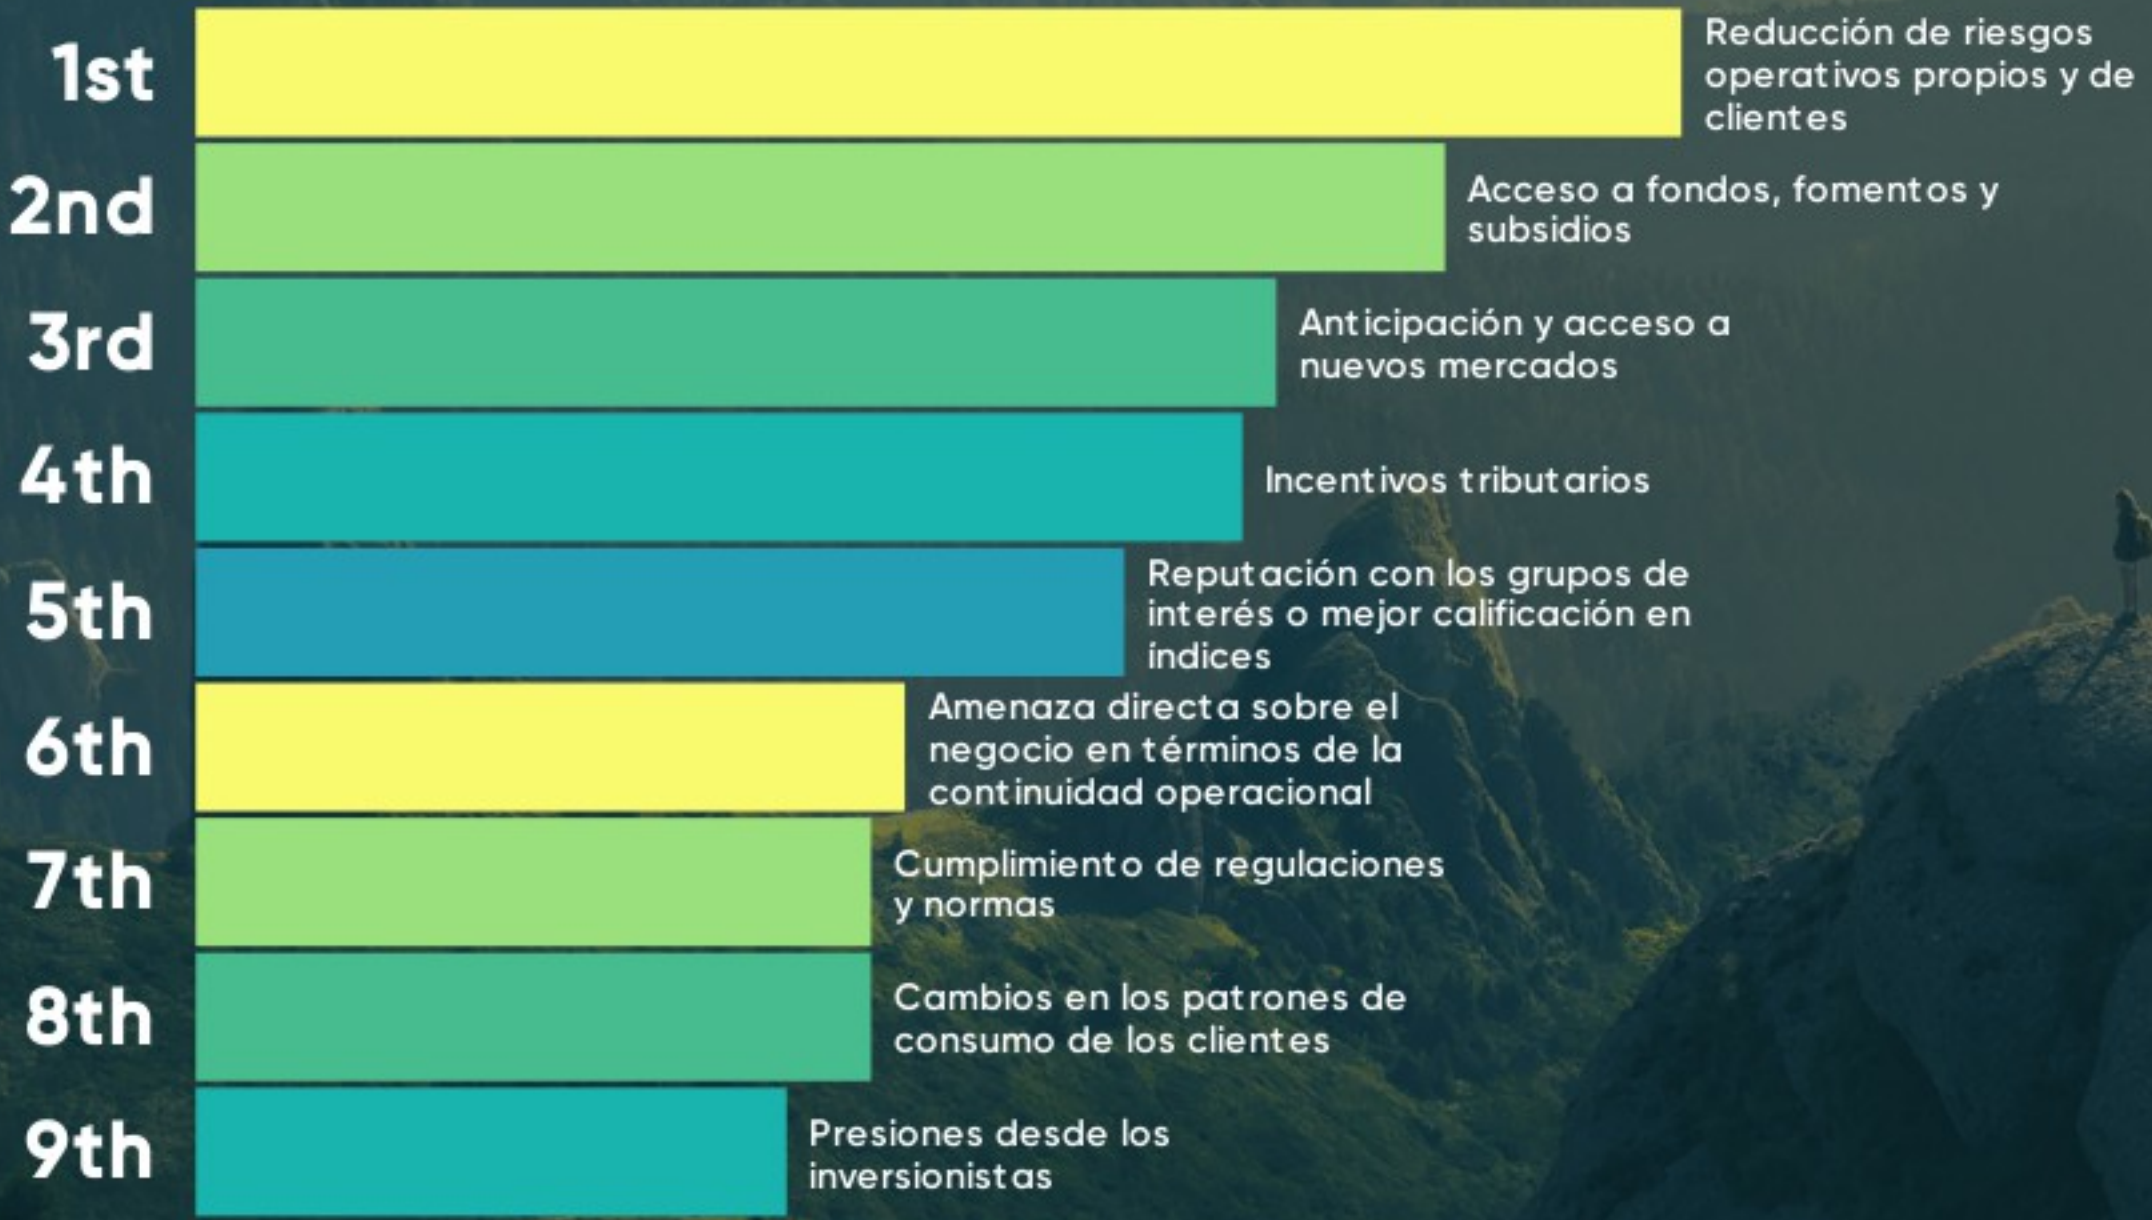 1st
Reducción de riesgos
operativos propios y de
clientes
2nd
Acceso a fondos, fomentos y
subsidios
3rd
Anticipación y acceso a
nuevos mercados
4th
Incentivos tributarios
5th
Reputación con los grupos de
interés o mejor calificación en
índices
6th
Amenaza directa sobre el
negocio en términos de la
continuidad operacional
7th
Cumplimiento de regulaciones
y normas
8th
Cambios en los patrones de
consumo de los clientes
9th
Presiones desde los
inversionistas